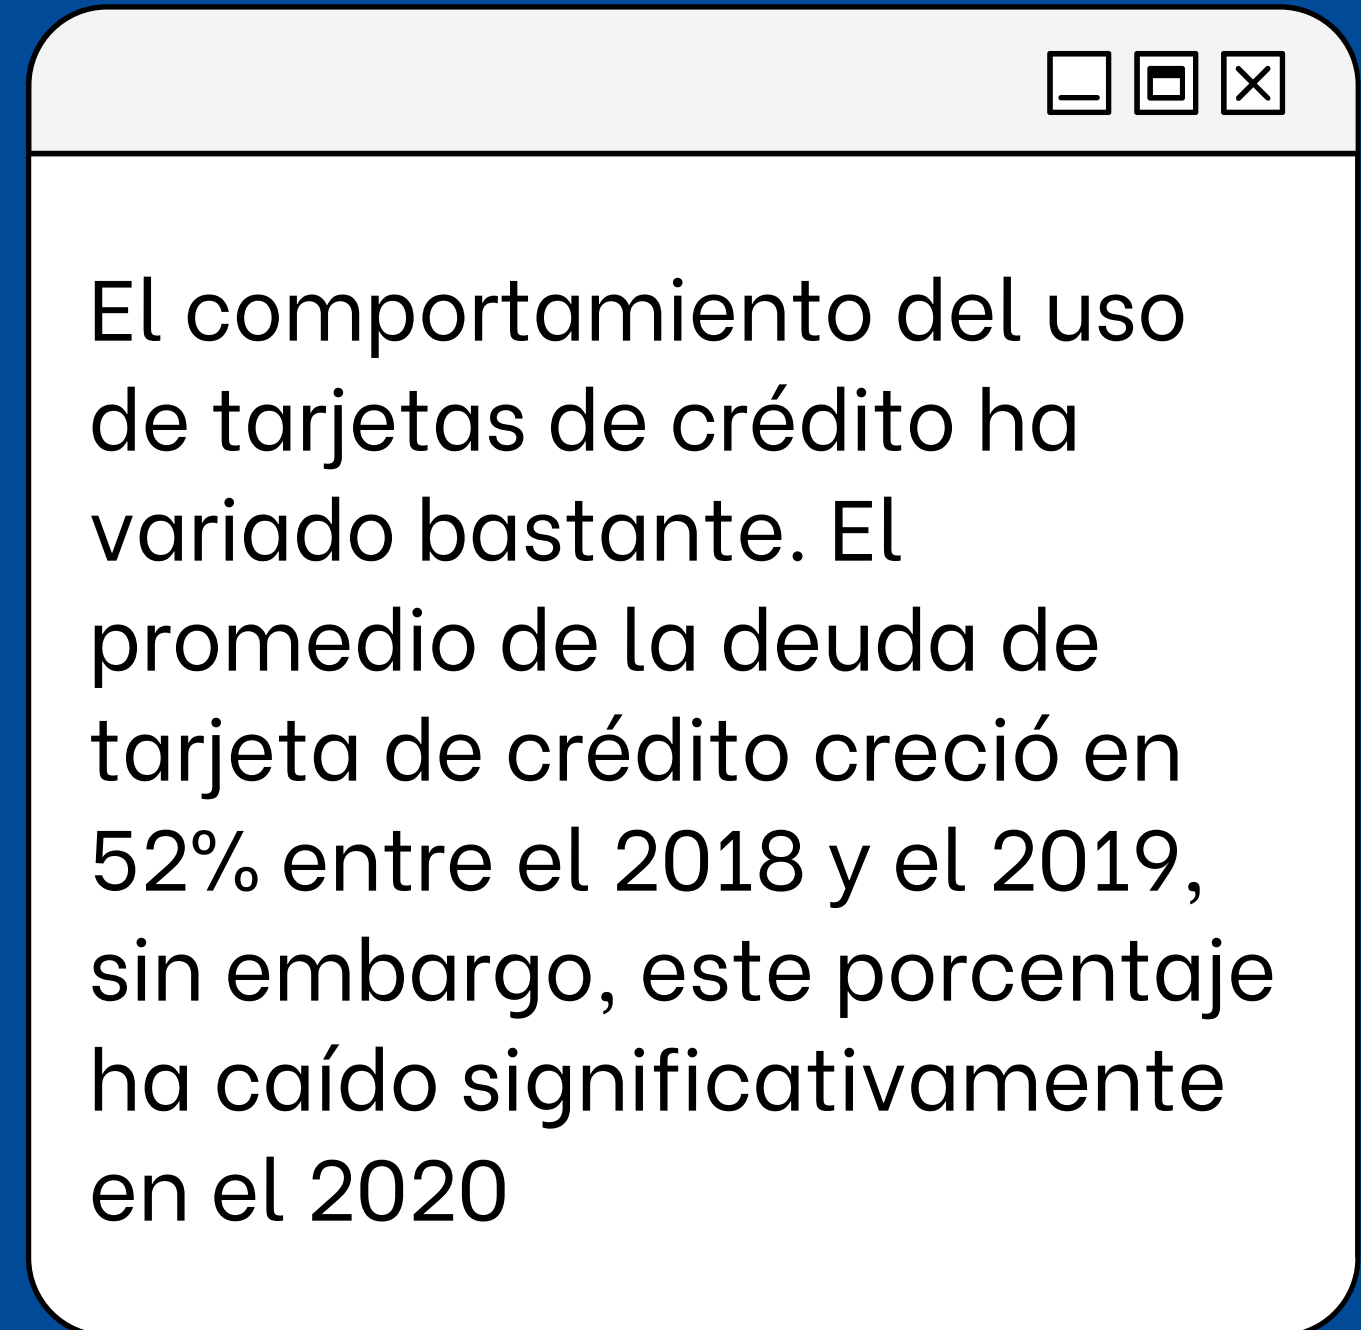 El comportamiento del uso
de tarjetas de crédito ha
variado bastante. El
promedio de la deuda de
tarjeta de crédito creció en
52% entre el 2018 y el 2019,
sin embargo, este porcentaje
ha caído significativamente
en el 2020